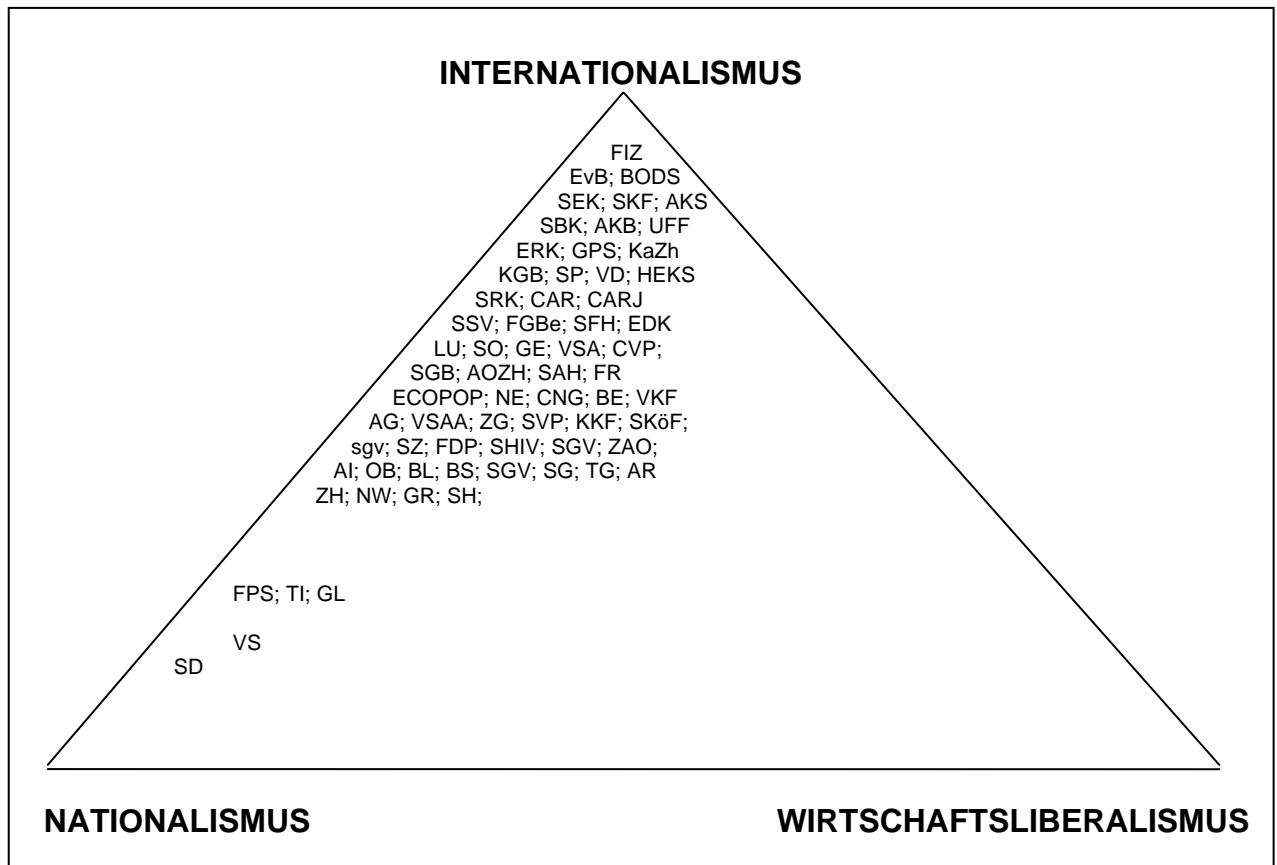 INTERNATIONALISMUS
FIZ
EvB; BODS
SEK; SKF; AKS
SBK; AKB; UFF
ERK; GPS; KaZh
KGB; SP; VD; HEKS
SRK; CAR; CARJ
SSV; FGBe; SFH; EDK
LU; SO; GE; VSA; CVP;
SGB; AOZH; SAH; FR
ECOPOP; NE; CNG; BE; VKF
AG; VSAA; ZG; SVP; KKF; SKöF;
sgv; SZ; FDP; SHIV; SGV; ZAO;
AI; OB; BL; BS; SGV; SG; TG; AR
ZH; NW; GR; SH;
FPS; TI; GL
VS
SD
NATIONALISMUS
WIRTSCHAFTSLIBERALISMUS